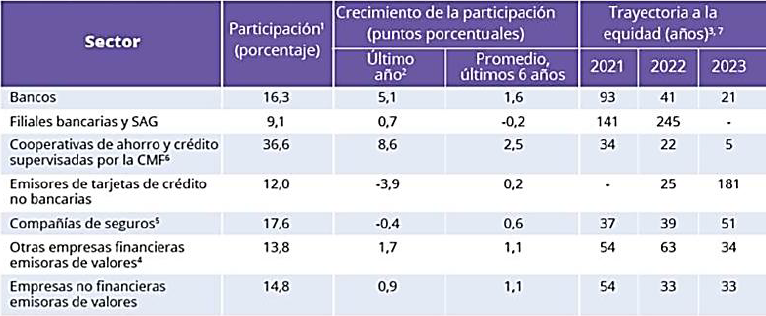 Sector Participación¹ (porcentaje) Crecimiento de la participación (puntos porcentuales) Trayectoria a la equidad (años)³,⁷
Último año² Promedio, últimos 6 años 2021 2022 2023
Bancos 16,3 5,1 1,6 93 41 21
Filiales bancarias y SAG 9,1 0,7 -0,2 141 245 -
Cooperativas de ahorro y crédito supervisadas por la CMF⁶ 36,6 8,6 2,5 34 22 5
Emisores de tarjetas de crédito no bancarias 12,0 -3,9 0,2 - 25 181
Compañías de seguros⁵ 17,6 -0,4 0,6 37 39 51
Otras empresas financieras emisoras de valores⁴ 13,8 1,7 1,1 54 63 34
Empresas no financieras emisoras de valores 14,8 0,9 1,1 54 33 33